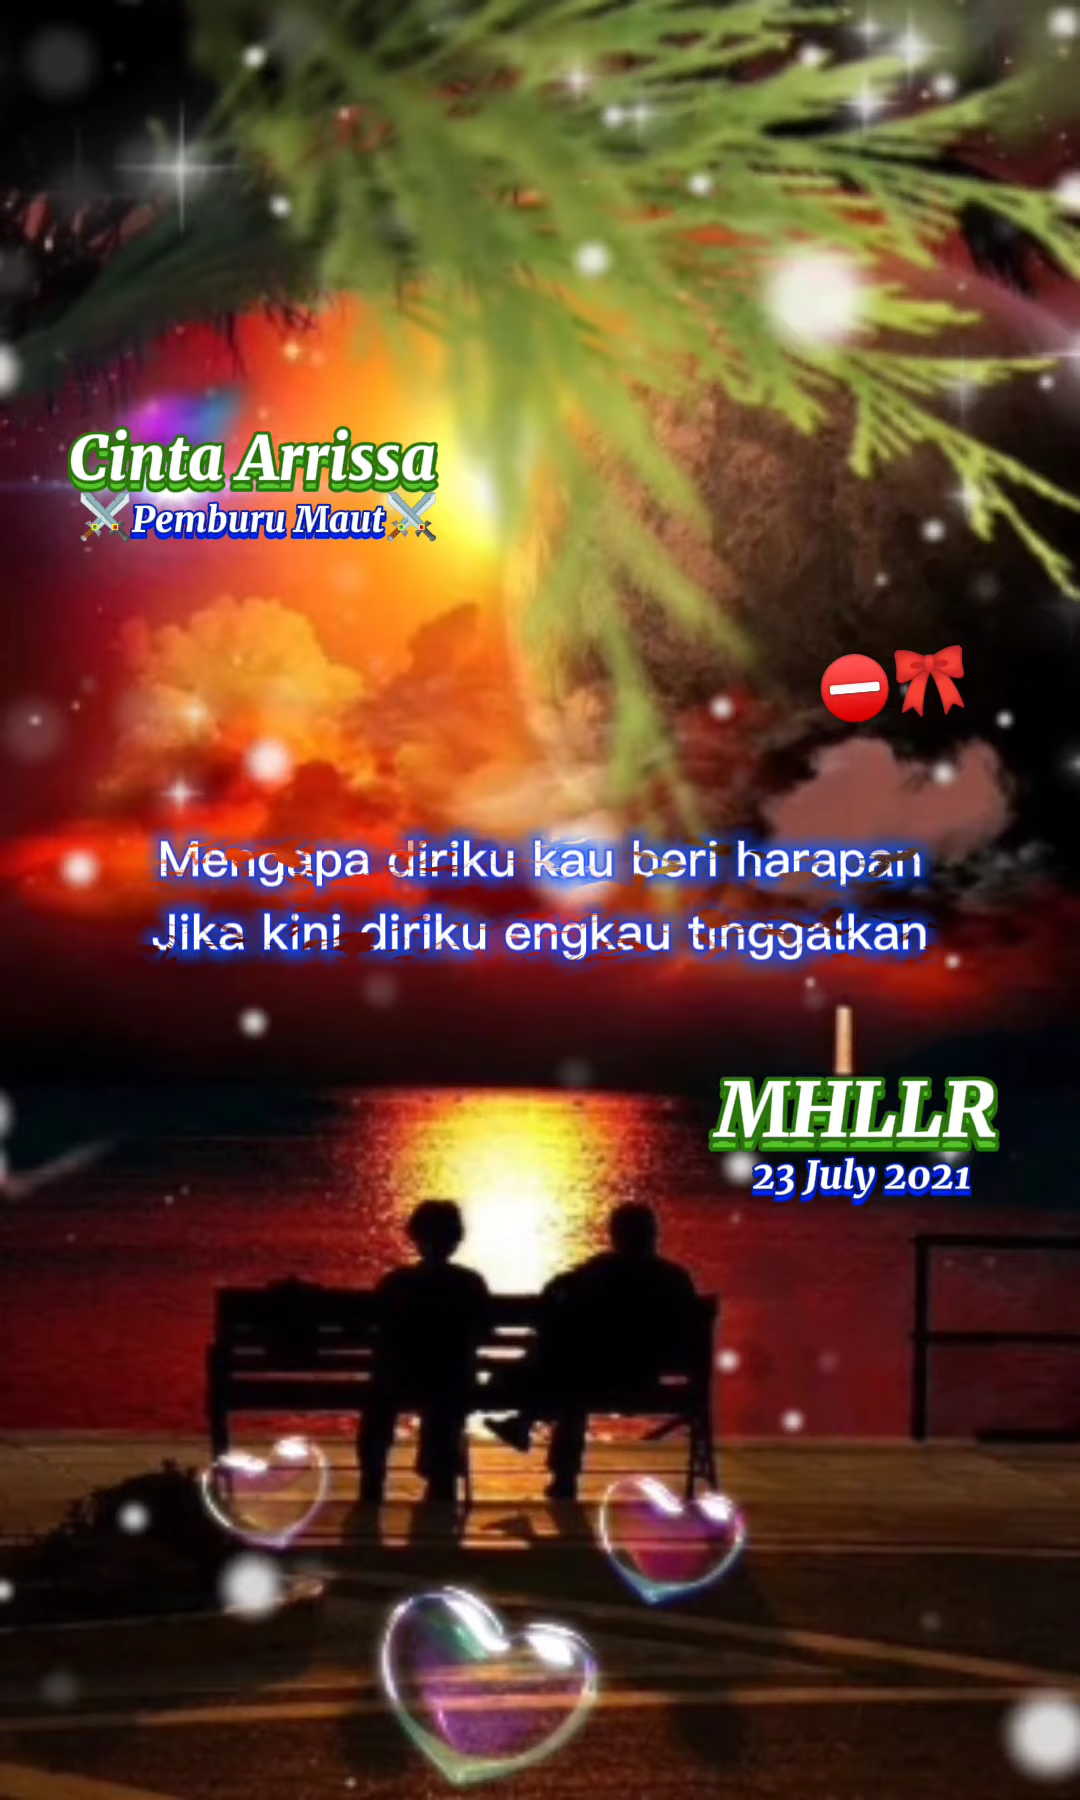 Cinta Arrissa
⚔️Pemburu Maut⚔️
⛔🎀
Mengapa diriku kau beri harapan
Jika kini diriku engkau tinggalkan
MHLLR
23 July 2021